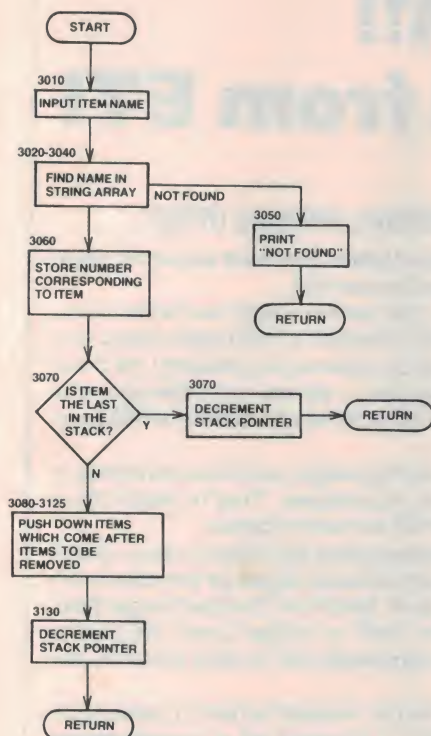 START
3010
INPUT ITEM NAME
3020-3040
FIND NAME IN
STRING ARRAY
NOT FOUND
3050
PRINT
"NOT FOUND"
RETURN
3060
STORE NUMBER
CORRESPONDING
TO ITEM
3070
IS ITEM
THE LAST
IN THE
STACK?
Y
3070
DECREMENT
STACK POINTER
RETURN
N
3080-3125
PUSH DOWN ITEMS
WHICH COME AFTER
ITEMS TO BE
REMOVED
3130
DECREMENT
STACK POINTER
RETURN